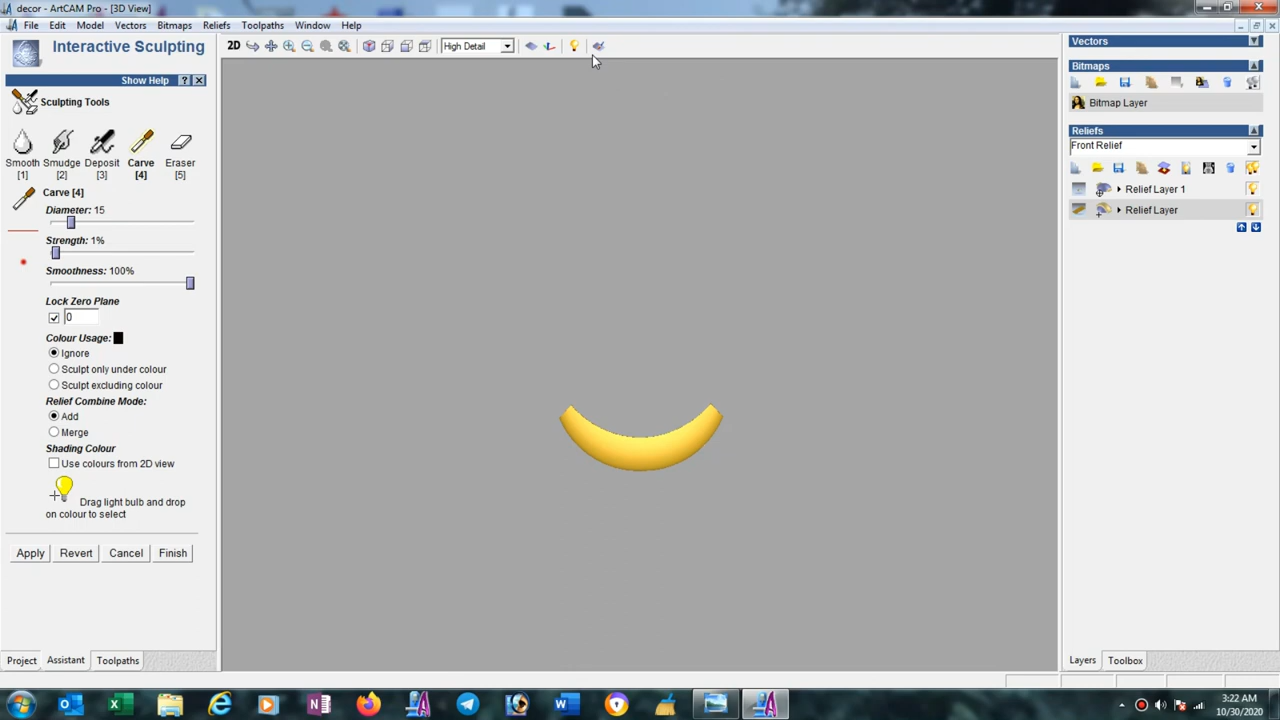 decor - ArtCAM Pro - [3D View]
File Edit Model Vectors Bitmaps Reliefs Toolpaths Window Help
Interactive Sculpting
Show Help ?
Sculpting Tools
Smooth [1]
Smudge [2]
Deposit [3]
Carve [4]
Eraser [5]
Carve [4]
Diameter: 15
Strength: 1%
Smoothness: 100%
Lock Zero Plane
0
Colour Usage:
Ignore
Sculpt only under colour
Sculpt excluding colour
Relief Combine Mode:
Add
Merge
Shading Colour
Use colours from 2D view
Drag light bulb and drop
on colour to select
Apply Revert Cancel Finish
Project Assistant Toolpaths
2D High Detail
Vectors
Bitmaps
Bitmap Layer
Reliefs
Front Relief
Relief Layer 1
Relief Layer
Layers Toolbox
3:22 AM
10/30/2020